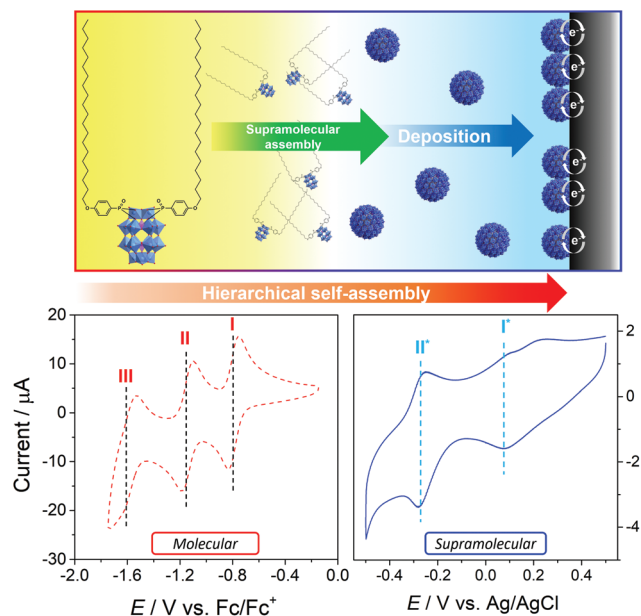 O
O
P
P
O
O
Supramolecular
assembly
Deposition
e-
e-
e-
e-
e-
e-
Hierarchical self-assembly
Current / μA
20
10
0
-10
-20
-30
-2.0
-1.6
-1.2
-0.8
-0.4
0.0
III
II
I
Molecular
E / V vs. Fc/Fc+
II*
I*
2
0
-2
-4
-0.4
-0.2
0.0
0.2
0.4
Supramolecular
E / V vs. Ag/AgCl